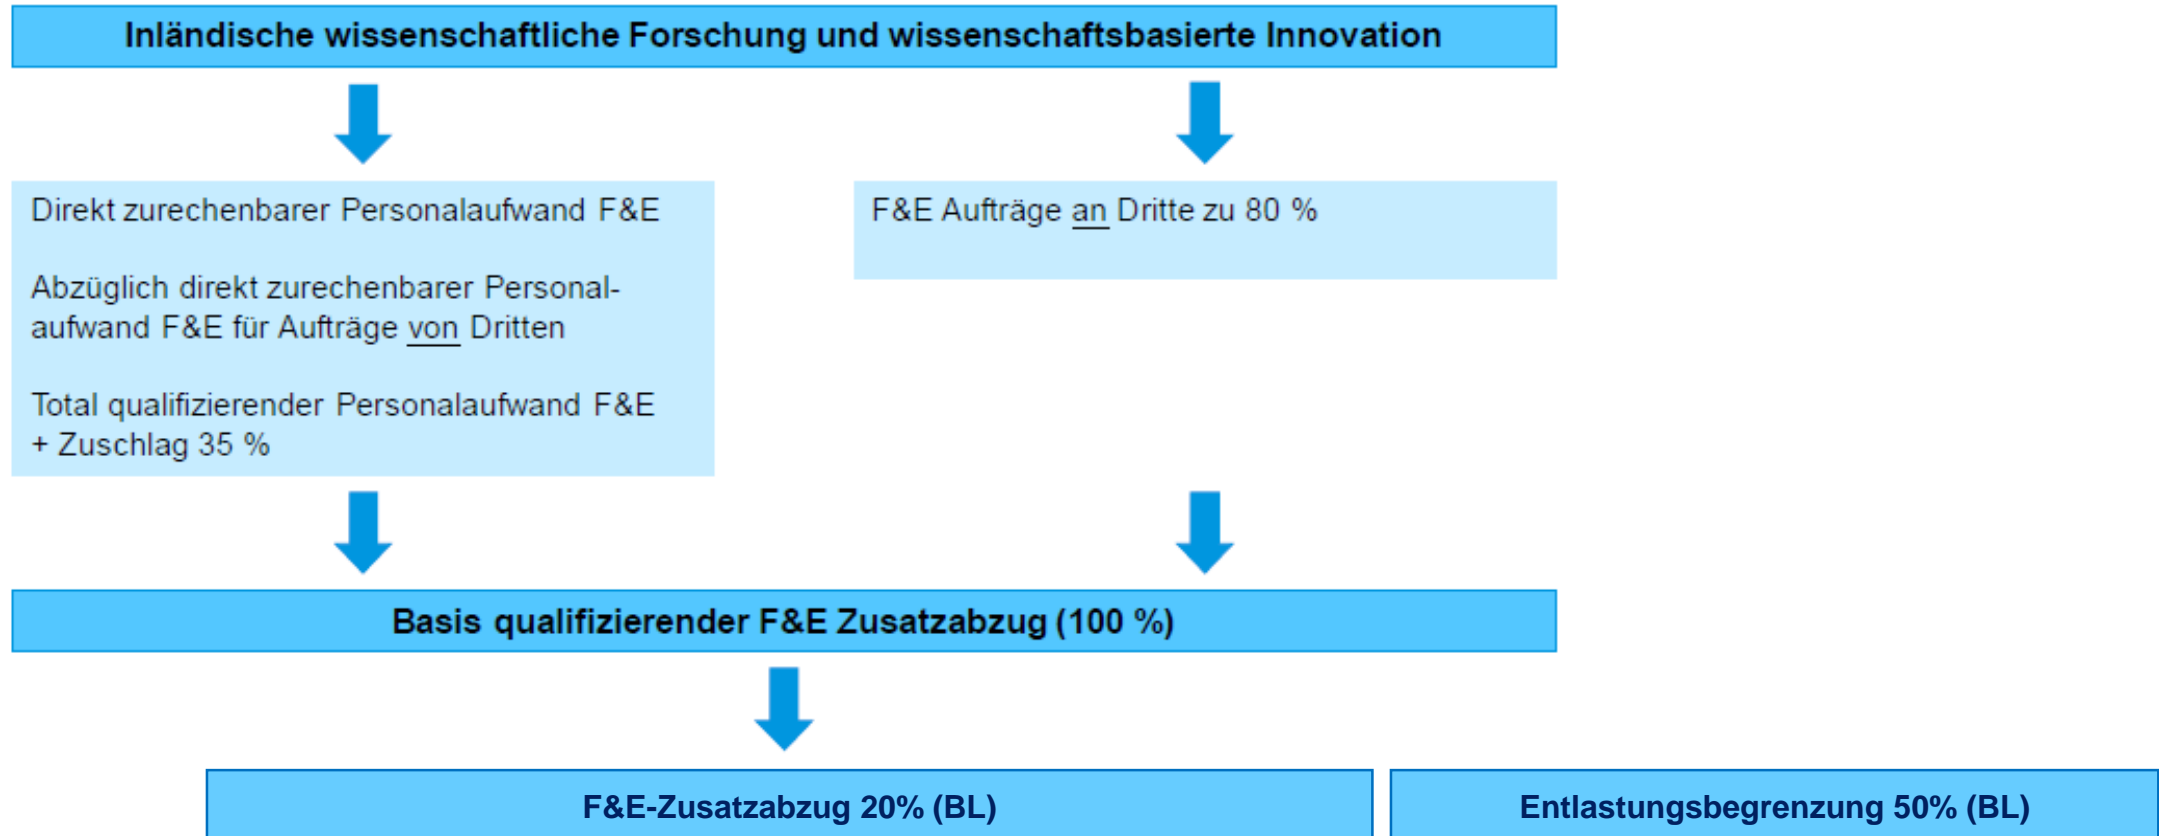 Inländische wissenschaftliche Forschung und wissenschaftsbasierte Innovation
Direkt zurechenbarer Personalaufwand F&E
Abzüglich direkt zurechenbarer Personal-
aufwand F&E für Aufträge von Dritten
Total qualifizierender Personalaufwand F&E
+ Zuschlag 35 %
F&E Aufträge an Dritte zu 80 %
Basis qualifizierender F&E Zusatzabzug (100 %)
F&E-Zusatzabzug 20% (BL)
Entlastungsbegrenzung 50% (BL)